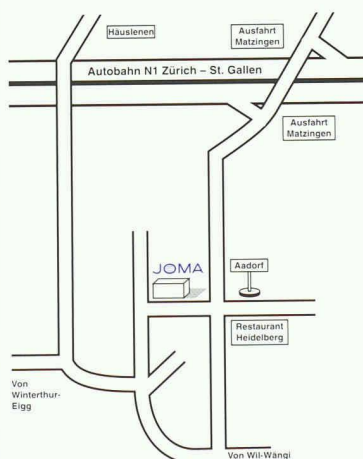 Häuslenen
Ausfahrt
Matzingen
Autobahn N1 Zürich – St. Gallen
Ausfahrt
Matzingen
JOMA
Aadorf
Restaurant
Heidelberg
Von
Winterthur-
Eigg
Von Wil-Wängi